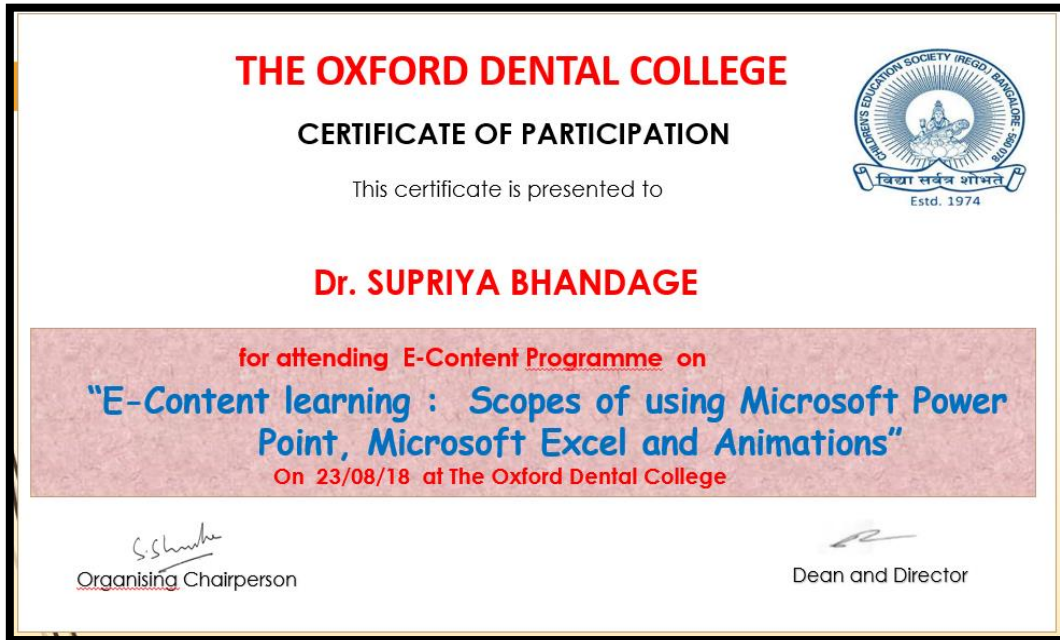 THE OXFORD DENTAL COLLEGE
CERTIFICATE OF PARTICIPATION
This certificate is presented to
CHILDREN'S EDUCATION SOCIETY (REGD.) BANGALORE - 560 078
विद्या सर्वत्र शोभते
Estd. 1974
Dr. SUPRIYA BHANDAGE
for attending E-Content Programme on
“E-Content learning : Scopes of using Microsoft Power
Point, Microsoft Excel and Animations”
On 23/08/18 at The Oxford Dental College
Organising Chairperson
Dean and Director